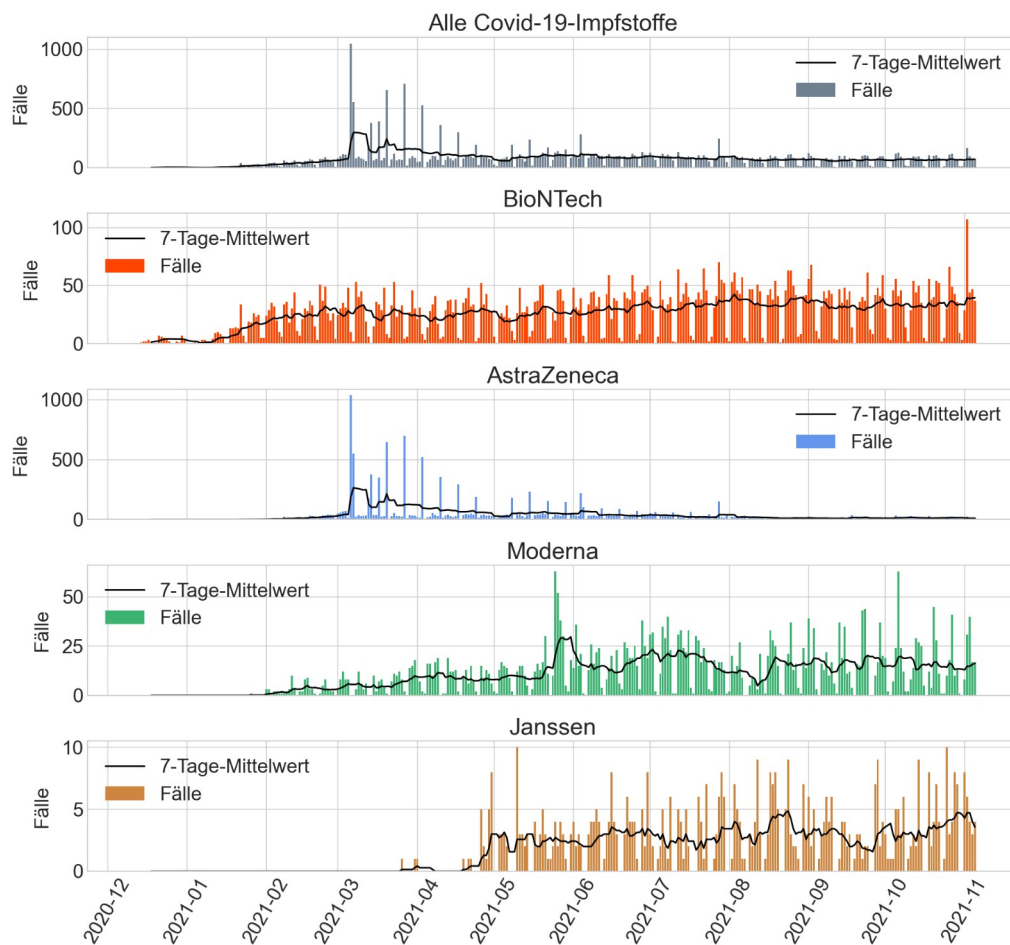 Alle Covid-19-Impfstoffe
Fälle
1000
500
0
7-Tage-Mittelwert
Fälle
BioNTech
Fälle
100
50
0
7-Tage-Mittelwert
Fälle
AstraZeneca
Fälle
1000
500
0
7-Tage-Mittelwert
Fälle
Moderna
Fälle
50
25
0
7-Tage-Mittelwert
Fälle
Janssen
Fälle
10
5
0
7-Tage-Mittelwert
Fälle
2020-12
2021-01
2021-02
2021-03
2021-04
2021-05
2021-06
2021-07
2021-08
2021-09
2021-10
2021-11